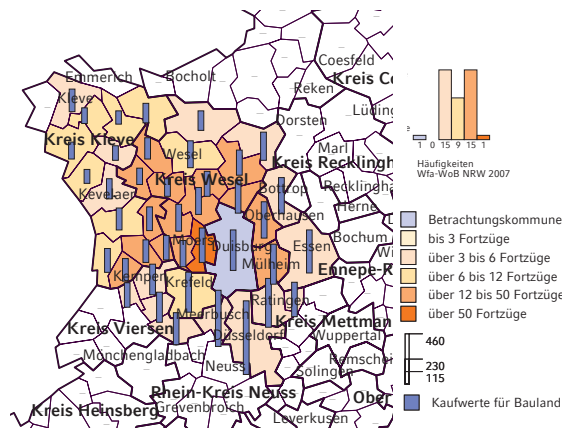 Emmerich
Bocholt
Coesfeld
Kreis Co
Reken
Kleve
Lüding
Dorsten
Kreis Kleve
Marl
Wesel
Kreis Recklingh
Kreis Wesel
Recklingha
Kevelaer
Bottrop
Herne
Oberhausen
Bochum
Moers
Duisburg
Essen
Mülheim
Ennepe-R
Kempen
Krefeld
Ratingen
Meerbusch
Kreis Viersen
Kreis Mettman
Düsseldorf
Wuppertal
Mönchengladbach
Neuss
Remschei
Solingen
Rhein-Kreis Neuss
Ober
Kreis Heinsberg
Grevenbroich
Leverkusen
1 0 15 9 15 1
Häufigkeiten
Wfa-WoB NRW 2007
Betrachtungskommune
bis 3 Fortzüge
über 3 bis 6 Fortzüge
über 6 bis 12 Fortzüge
über 12 bis 50 Fortzüge
über 50 Fortzüge
460
230
115
Kaufwerte für Bauland